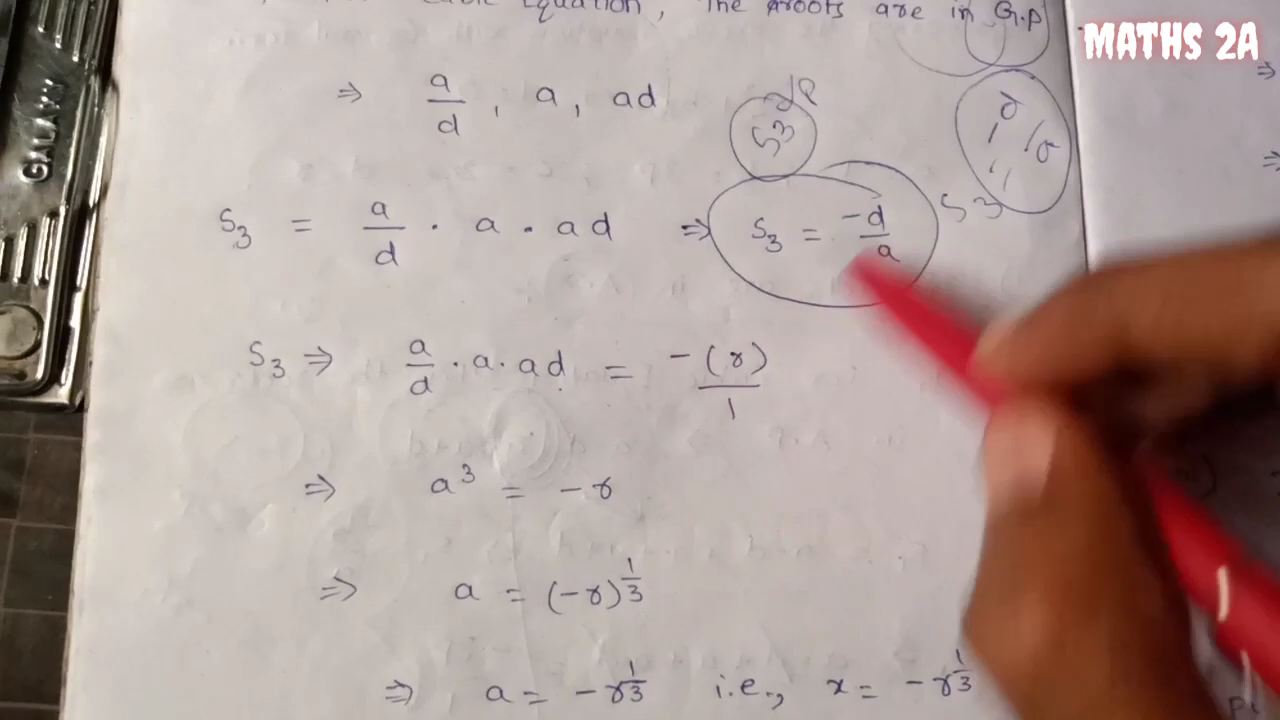 Equation, The roots are in G.P
MATHS 2A
⇒ a/d, a, ad
GALAXY
S3
S3 = a/d · a · ad ⇒ S3 = -d/a
S3
S3 ⇒ a/d · a · ad = -(r)/1
⇒ a^3 = -r
⇒ a = (-r)^1/3
⇒ a = -r^1/3 i.e., x = -r^1/3